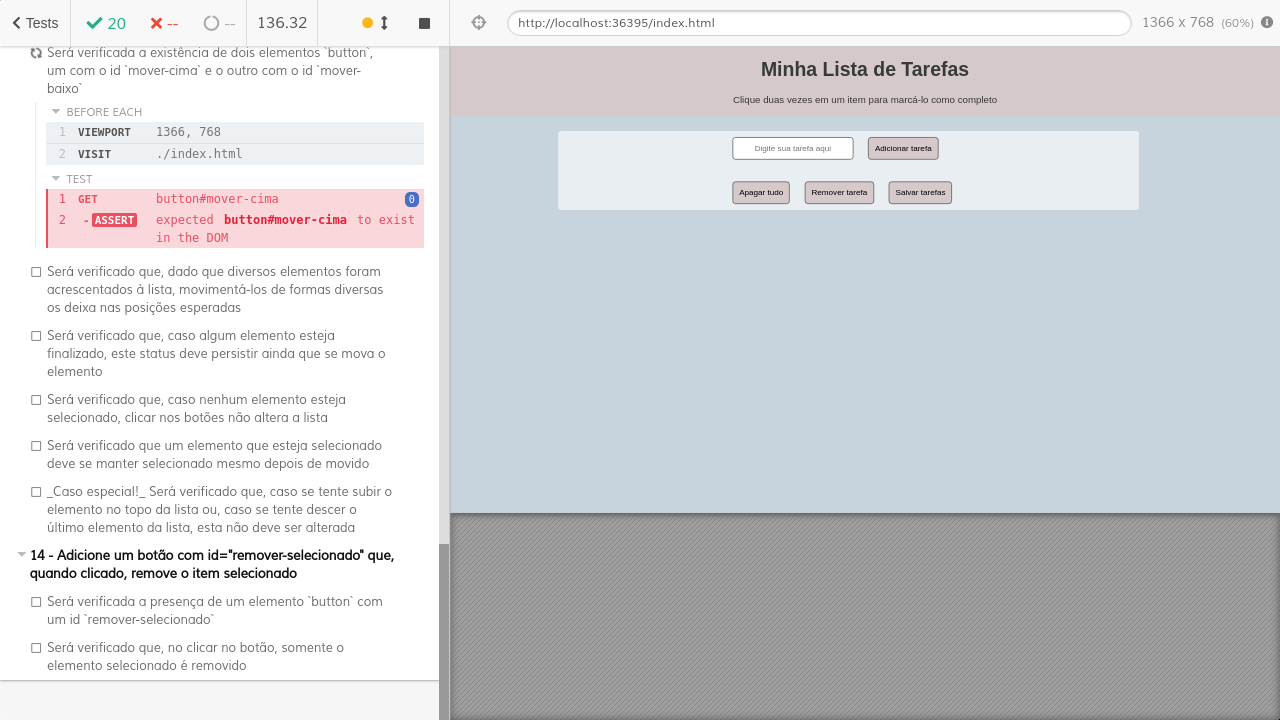 Tests
20
--
--
136.32
http://localhost:36395/index.html
1366 x 768 (60%)
Será verificada a existência de dois elementos `button`,
um com o id `mover-cima` e o outro com o id `mover-
baixo`
BEFORE EACH
1 VIEWPORT 1366, 768
2 VISIT ./index.html
TEST
1 GET button#mover-cima 0
2 -ASSERT expected button#mover-cima to exist
in the DOM
Será verificado que, dado que diversos elementos foram
acrescentados à lista, movimentá-los de formas diversas
os deixa nas posições esperadas
Será verificado que, caso algum elemento esteja
finalizado, este status deve persistir ainda que se mova o
elemento
Será verificado que, caso nenhum elemento esteja
selecionado, clicar nos botões não altera a lista
Será verificado que um elemento que esteja selecionado
deve se manter selecionado mesmo depois de movido
_Caso especial!_ Será verificado que, caso se tente subir o
elemento no topo da lista ou, caso se tente descer o
último elemento da lista, esta não deve ser alterada
14 - Adicione um botão com id="remover-selecionado" que,
quando clicado, remove o item selecionado
Será verificada a presença de um elemento `button` com
um id `remover-selecionado`
Será verificado que, no clicar no botão, somente o
elemento selecionado é removido
Minha Lista de Tarefas
Clique duas vezes em um item para marcá-lo como completo
Digite sua tarefa aqui
Adicionar tarefa
Apagar tudo
Remover tarefa
Salvar tarefas